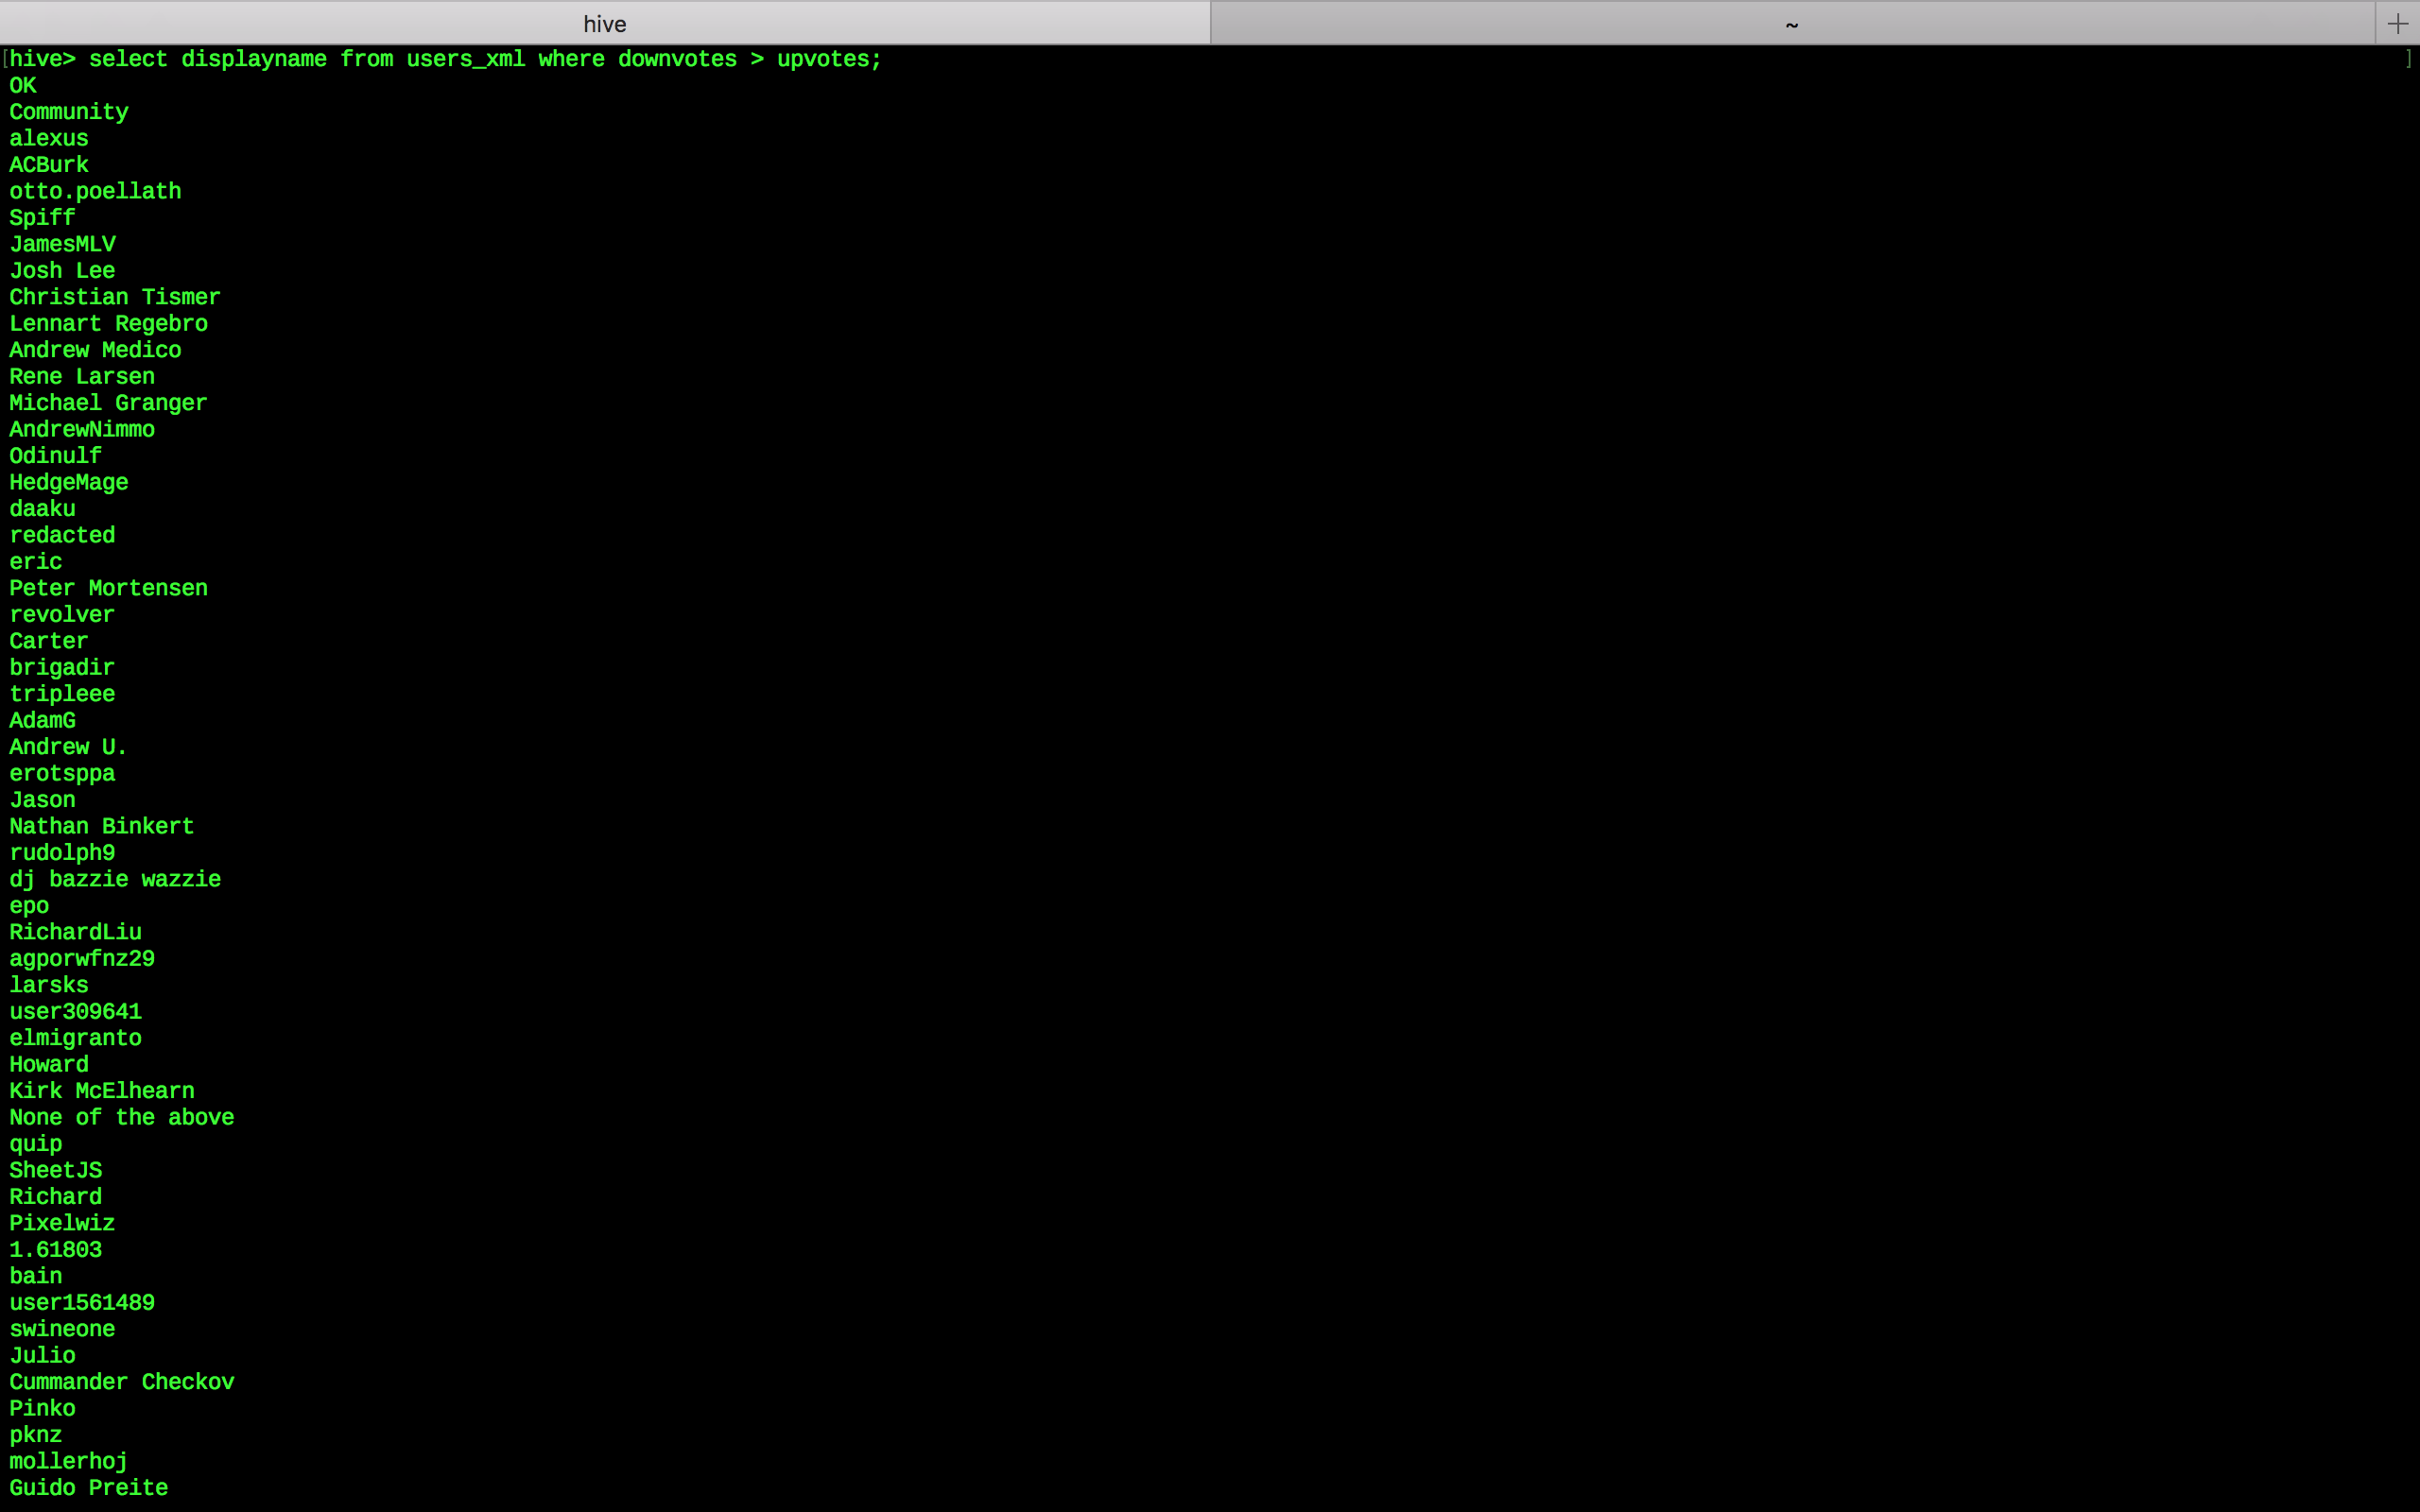 hive
~
+
[hive> select displayname from users_xml where downvotes > upvotes; ]
OK
Community
alexus
ACBurk
otto.poellath
Spiff
JamesMLV
Josh Lee
Christian Tismer
Lennart Regebro
Andrew Medico
Rene Larsen
Michael Granger
AndrewNimmo
Odinulf
HedgeMage
daaku
redacted
eric
Peter Mortensen
revolver
Carter
brigadir
tripleee
AdamG
Andrew U.
erotsppa
Jason
Nathan Binkert
rudolph9
dj bazzie wazzie
epo
RichardLiu
agporwfnz29
larsks
user309641
elmigranto
Howard
Kirk McElhearn
None of the above
quip
SheetJS
Richard
Pixelwiz
1.61803
bain
user1561489
swineone
Julio
Cummander Checkov
Pinko
pknz
mollerhoj
Guido Preite